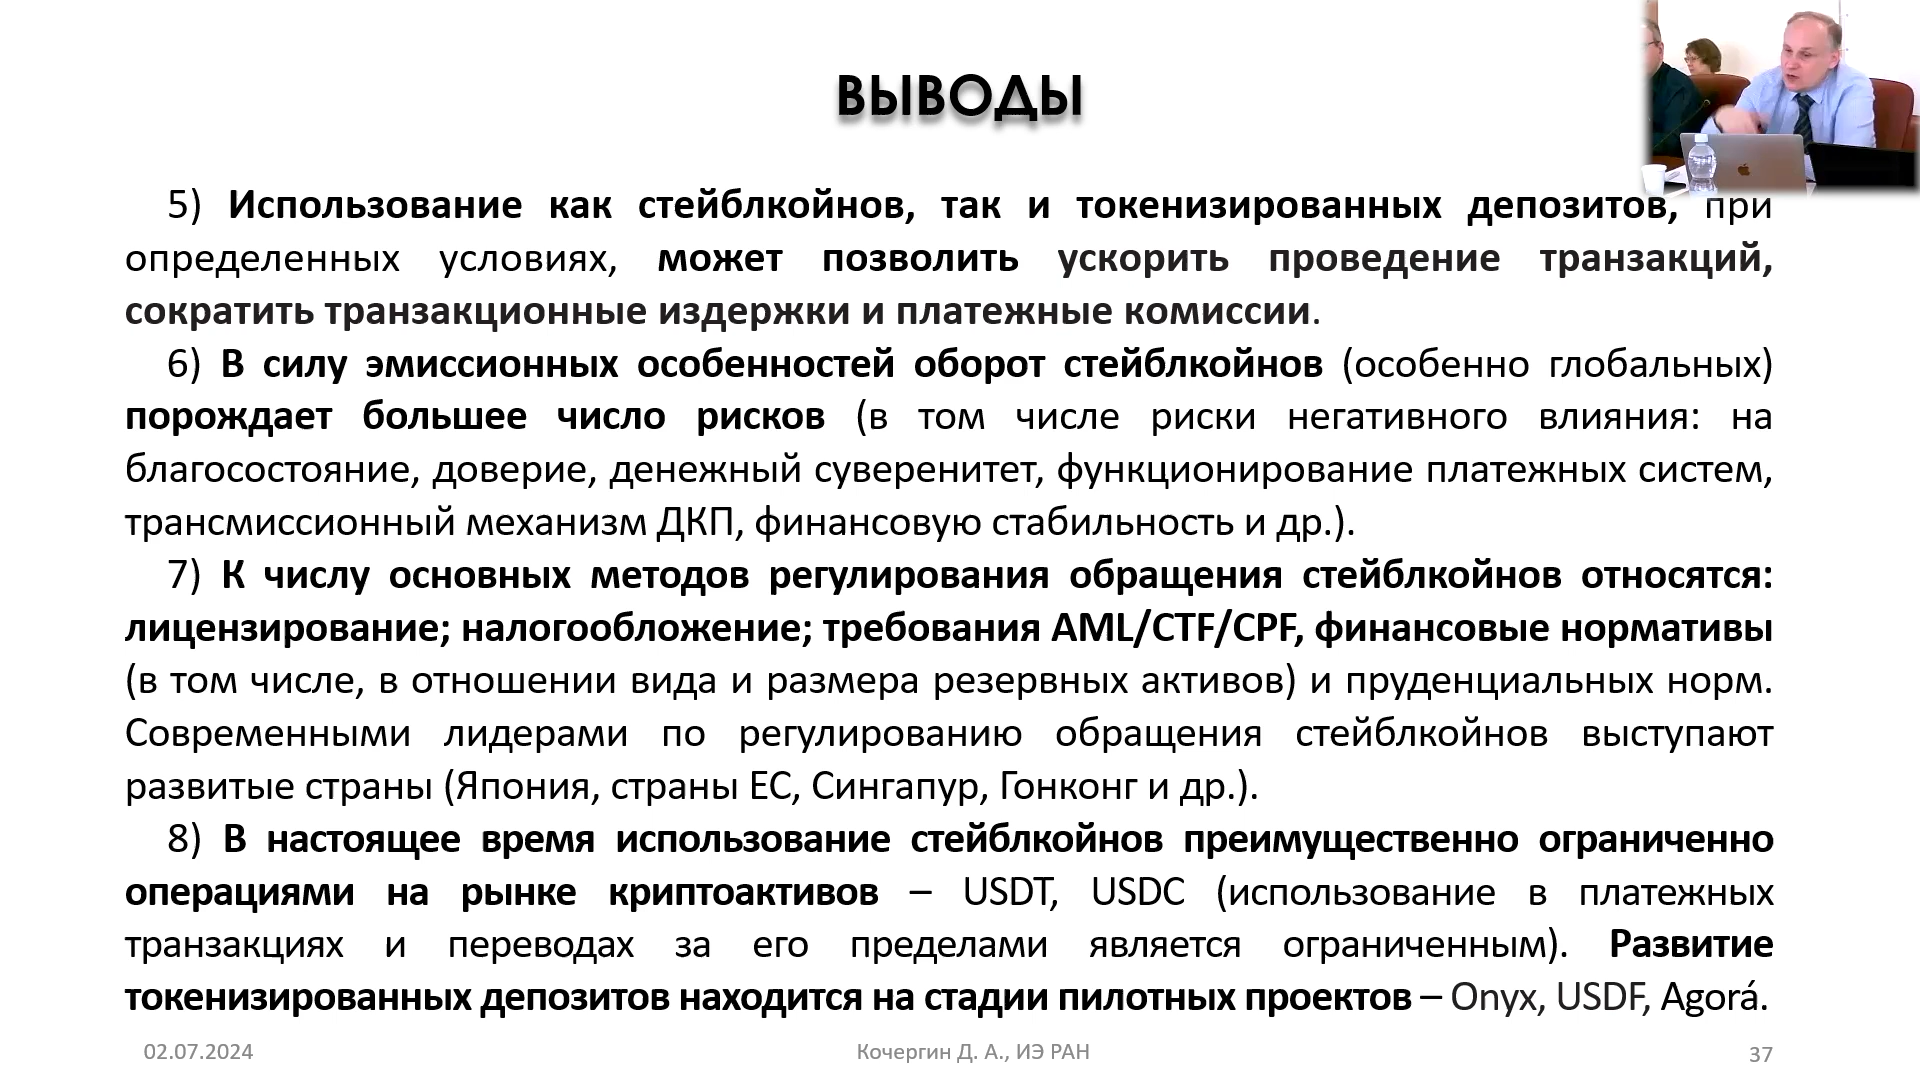 ВЫВОДЫ
5) Использование как стейблкойнов, так и токенизированных депозитов, при
определенных условиях, может позволить ускорить проведение транзакций,
сократить транзакционные издержки и платежные комиссии.
6) В силу эмиссионных особенностей оборот стейблкойнов (особенно глобальных)
порождает большее число рисков (в том числе риски негативного влияния: на
благосостояние, доверие, денежный суверенитет, функционирование платежных систем,
трансмиссионный механизм ДКП, финансовую стабильность и др.).
7) К числу основных методов регулирования обращения стейблкойнов относятся:
лицензирование; налогообложение; требования AML/CTF/CPF, финансовые нормативы
(в том числе, в отношении вида и размера резервных активов) и пруденциальных норм.
Современными лидерами по регулированию обращения стейблкойнов выступают
развитые страны (Япония, страны ЕС, Сингапур, Гонконг и др.).
8) В настоящее время использование стейблкойнов преимущественно ограниченно
операциями на рынке криптоактивов – USDT, USDC (использование в платежных
транзакциях и переводах за его пределами является ограниченным). Развитие
токенизированных депозитов находится на стадии пилотных проектов – Onyx, USDF, Agorá.
02.07.2024
Кочергин Д. А., ИЭ РАН
37